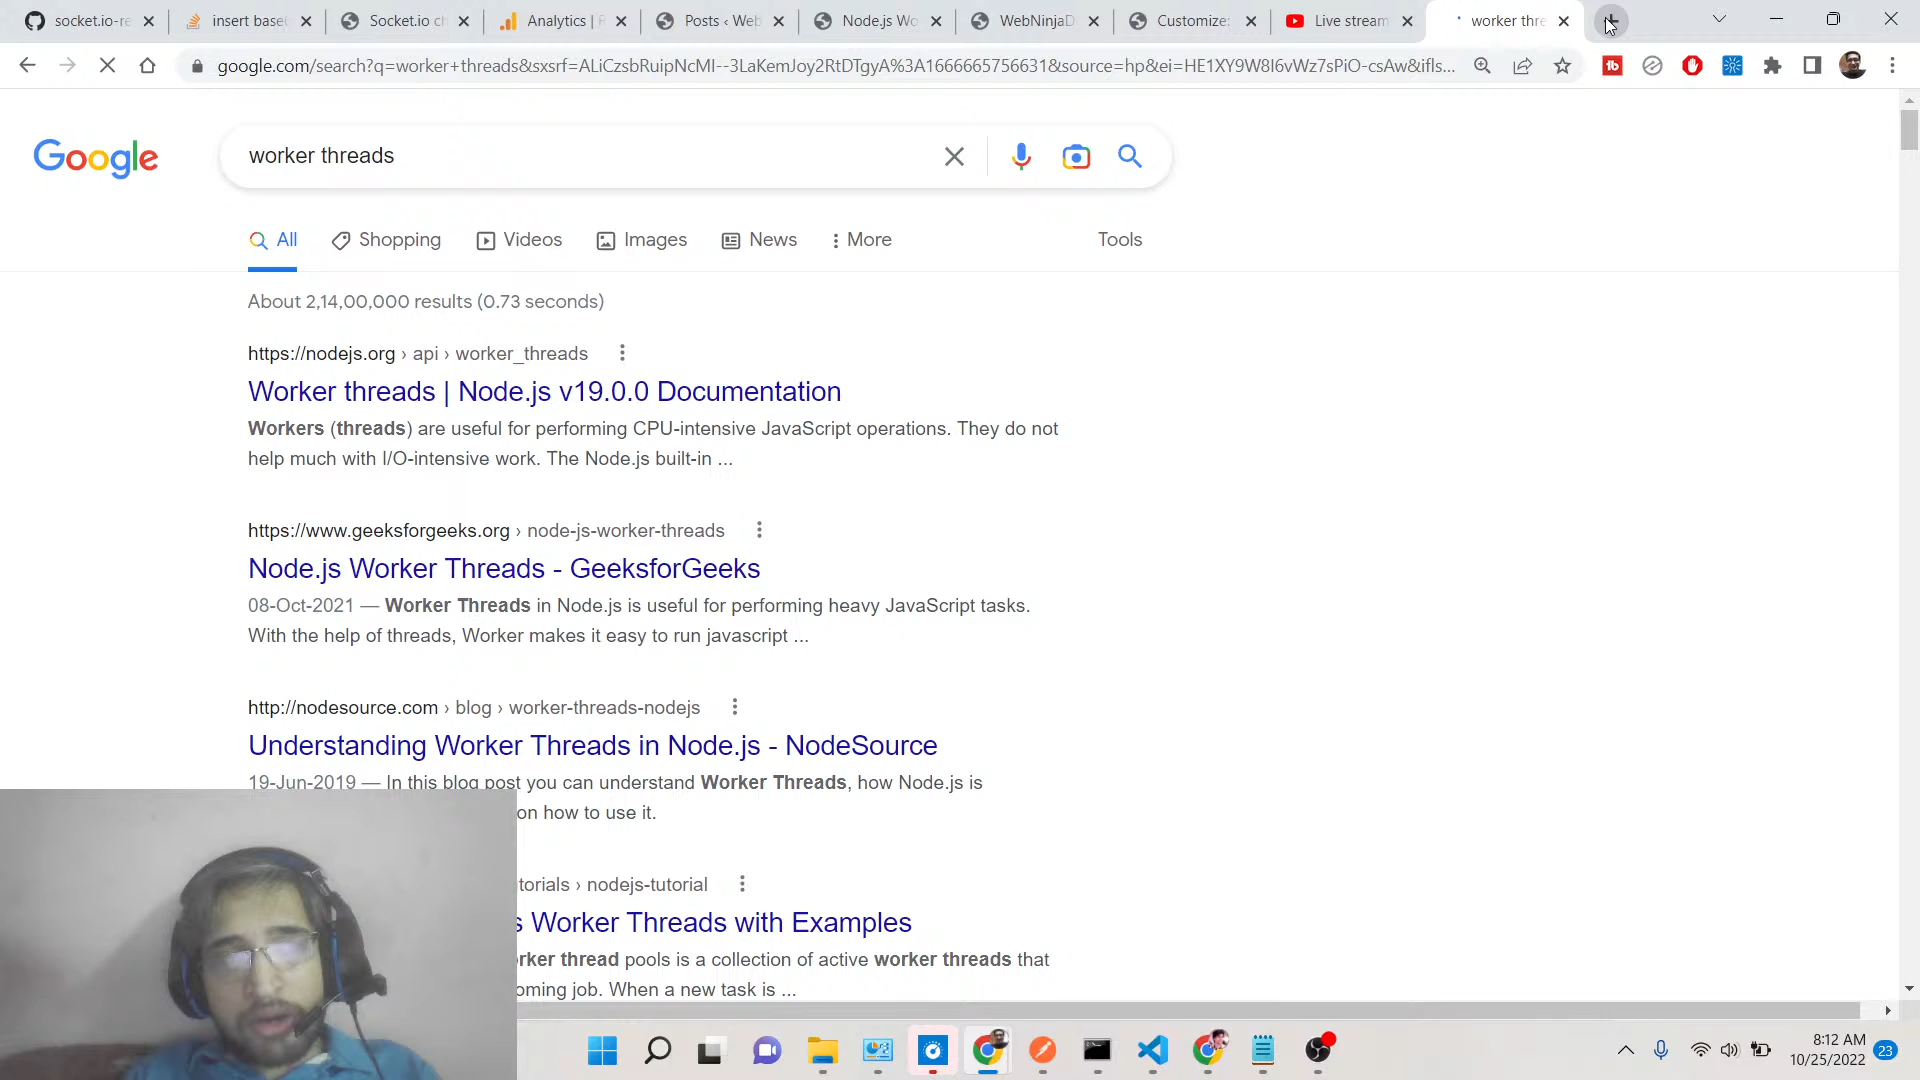 socket.io-re
insert base
Socket.io ch
Analytics | R
Posts ‹ Web
Node.js Wo
WebNinjaD
Customize:
Live stream
worker thre
google.com/search?q=worker+threads&sxsrf=ALiCzsbRuipNcMI--3LaKemJoy2RtDTgyA%3A1666665756631&source=hp&ei=HE1XY9W8I6vWz7sPiO-csAw&ifls...
Google
worker threads
All
Shopping
Videos
Images
News
More
Tools
About 2,14,00,000 results (0.73 seconds)
https://nodejs.org › api › worker_threads
Worker threads | Node.js v19.0.0 Documentation
Workers (threads) are useful for performing CPU-intensive JavaScript operations. They do not
help much with I/O-intensive work. The Node.js built-in ...
https://www.geeksforgeeks.org › node-js-worker-threads
Node.js Worker Threads - GeeksforGeeks
08-Oct-2021 — Worker Threads in Node.js is useful for performing heavy JavaScript tasks.
With the help of threads, Worker makes it easy to run javascript ...
http://nodesource.com › blog › worker-threads-nodejs
Understanding Worker Threads in Node.js - NodeSource
19-Jun-2019 — In this blog post you can understand Worker Threads, how Node.js is
on how to use it.
torials › nodejs-tutorial
s Worker Threads with Examples
orker thread pools is a collection of active worker threads that
oming job. When a new task is ...
8:12 AM
10/25/2022
23